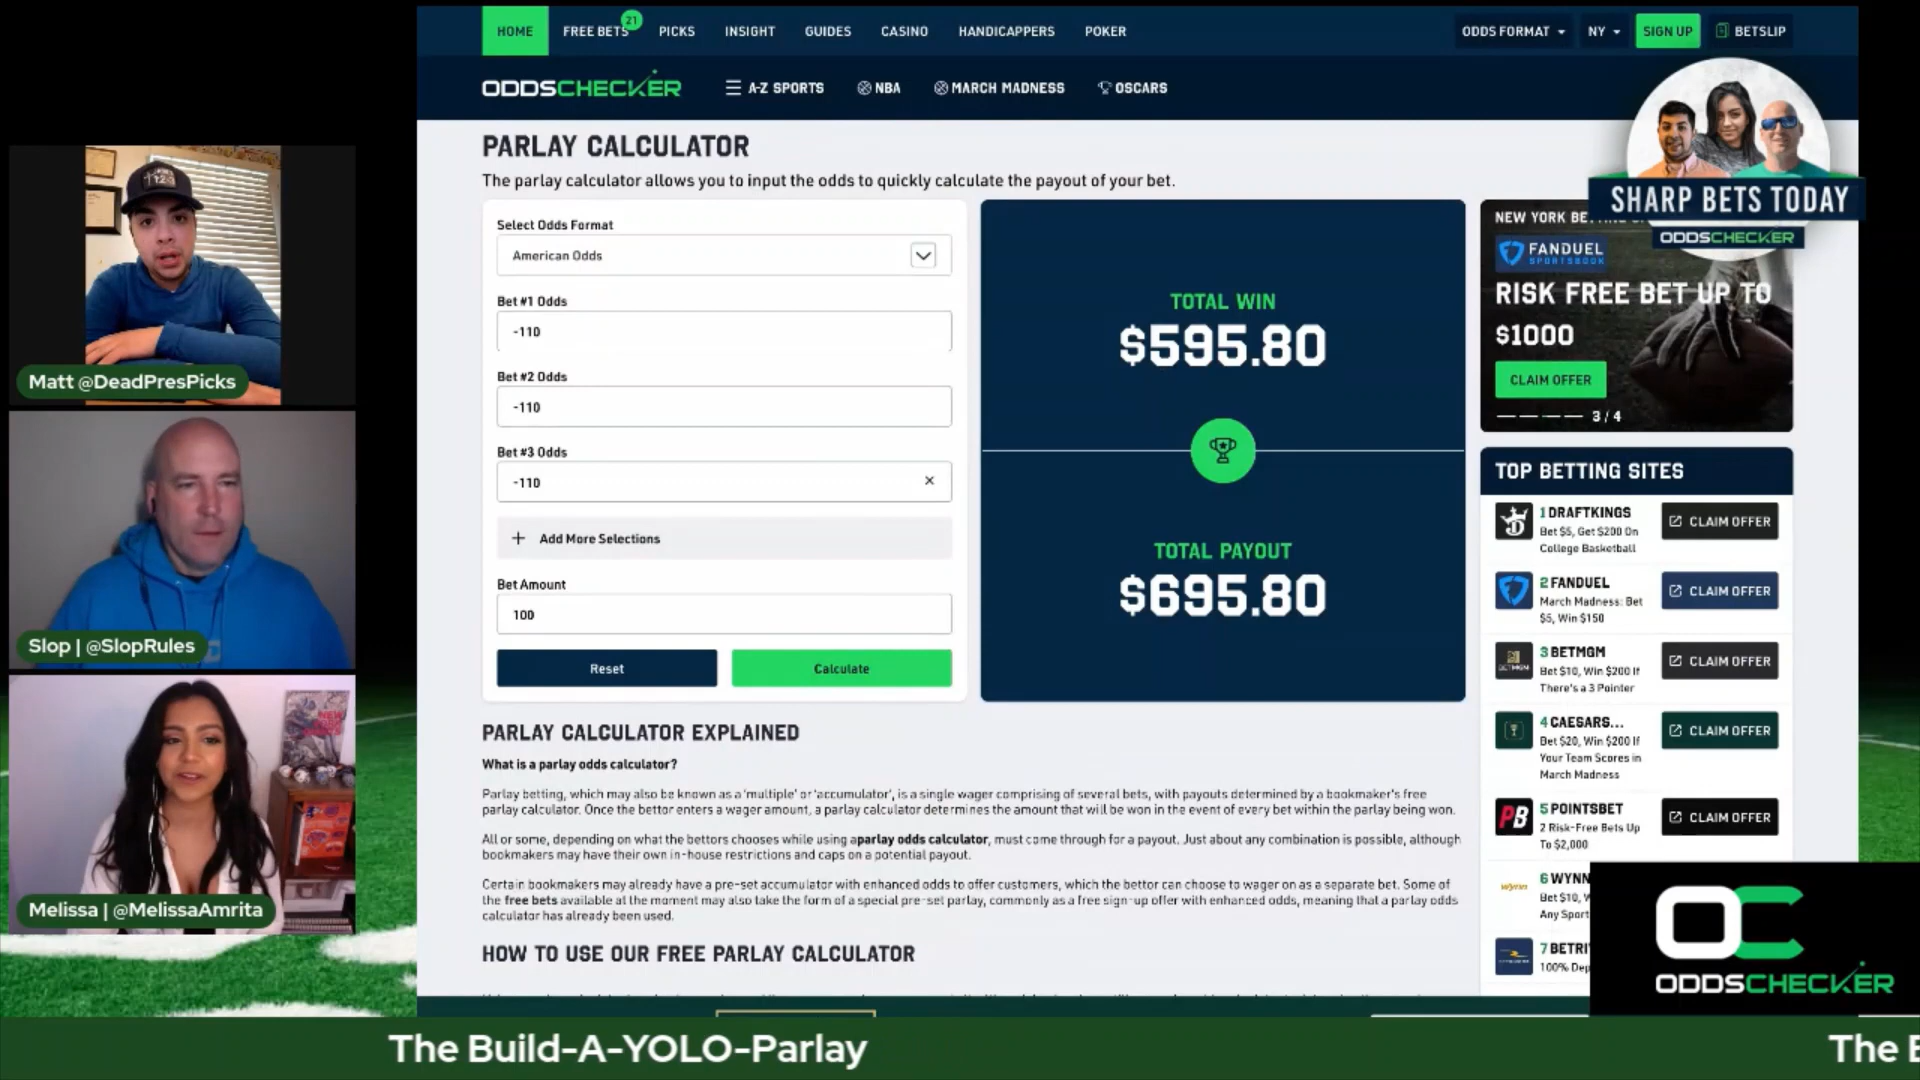 HOME
FREE BETS
21
PICKS
INSIGHT
GUIDES
CASINO
HANDICAPPERS
POKER
ODDS FORMAT
NY
SIGN UP
BETSLIP
ODDSCHECKER
A-Z SPORTS
NBA
MARCH MADNESS
OSCARS
SHARP BETS TODAY
ODDSCHECKER
PARLAY CALCULATOR
The parlay calculator allows you to input the odds to quickly calculate the payout of your bet.
Select Odds Format
American Odds
Bet #1 Odds
-110
Bet #2 Odds
-110
Bet #3 Odds
-110
Add More Selections
Bet Amount
100
Reset
Calculate
TOTAL WIN
$595.80
TOTAL PAYOUT
$695.80
NEW YORK
FANDUEL
SPORTSBOOK
RISK FREE BET UP TO
$1000
CLAIM OFFER
3 / 4
TOP BETTING SITES
1 DRAFTKINGS
Bet $5, Get $200 On
College Basketball
CLAIM OFFER
2 FANDUEL
March Madness: Bet
$5, Win $150
CLAIM OFFER
3 BETMGM
Bet $10, Win $200 If
There's a 3 Pointer
CLAIM OFFER
4 CAESARS...
Bet $20, Win $200 If
Your Team Scores in
March Madness
CLAIM OFFER
PB
5 POINTSBET
2 Risk-Free Bets Up
To $2,000
CLAIM OFFER
wynn
6 WYNN
Bet $10, W
Any Sport
7 BETRI
100% Dep
PARLAY CALCULATOR EXPLAINED
What is a parlay odds calculator?
Parlay betting, which may also be known as a 'multiple' or 'accumulator', is a single wager comprising of several bets, with payouts determined by a bookmaker's free
parlay calculator. Once the bettor enters a wager amount, a parlay calculator determines the amount that will be won in the event of every bet within the parlay being won.
All or some, depending on what the bettors chooses while using a parlay odds calculator, must come through for a payout. Just about any combination is possible, although
bookmakers may have their own in-house restrictions and caps on a potential payout.
Certain bookmakers may already have a pre-set accumulator with enhanced odds to offer customers, which the bettor can choose to wager on as a separate bet. Some of
the free bets available at the moment may also take the form of a special pre-set parlay, commonly as a free sign-up offer with enhanced odds, meaning that a parlay odds
calculator has already been used.
HOW TO USE OUR FREE PARLAY CALCULATOR
Matt @DeadPresPicks
Slop | @SlopRules
Melissa | @MelissaAmrita
OC
ODDSCHECKER
The Build-A-YOLO-Parlay
The B